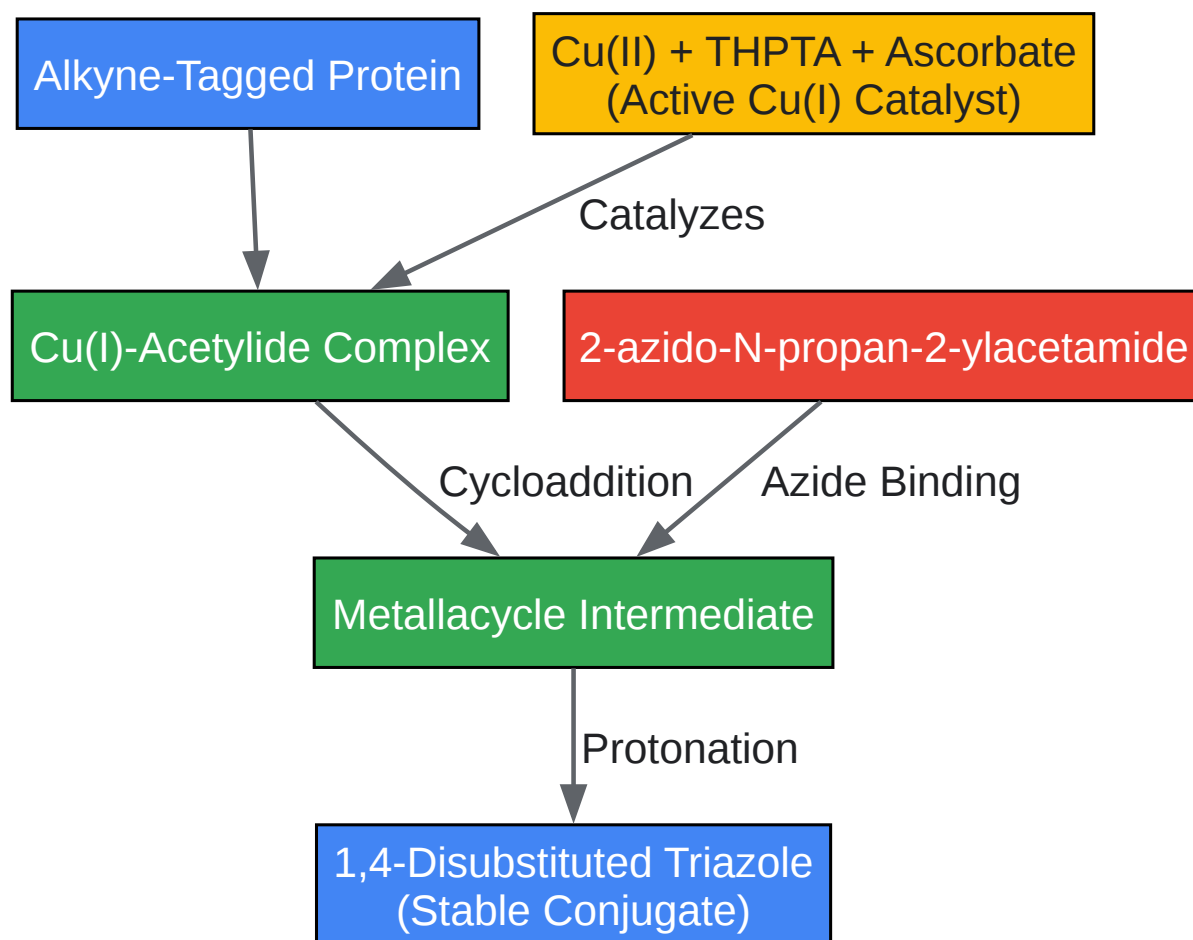 Alkyne-Tagged Protein
Cu(II) + THPTA + Ascorbate
(Active Cu(I) Catalyst)
Catalyzes
Cu(I)-Acetylide Complex
2-azido-N-propan-2-ylacetamide
Cycloaddition
Azide Binding
Metallacycle Intermediate
Protonation
1,4-Disubstituted Triazole
(Stable Conjugate)